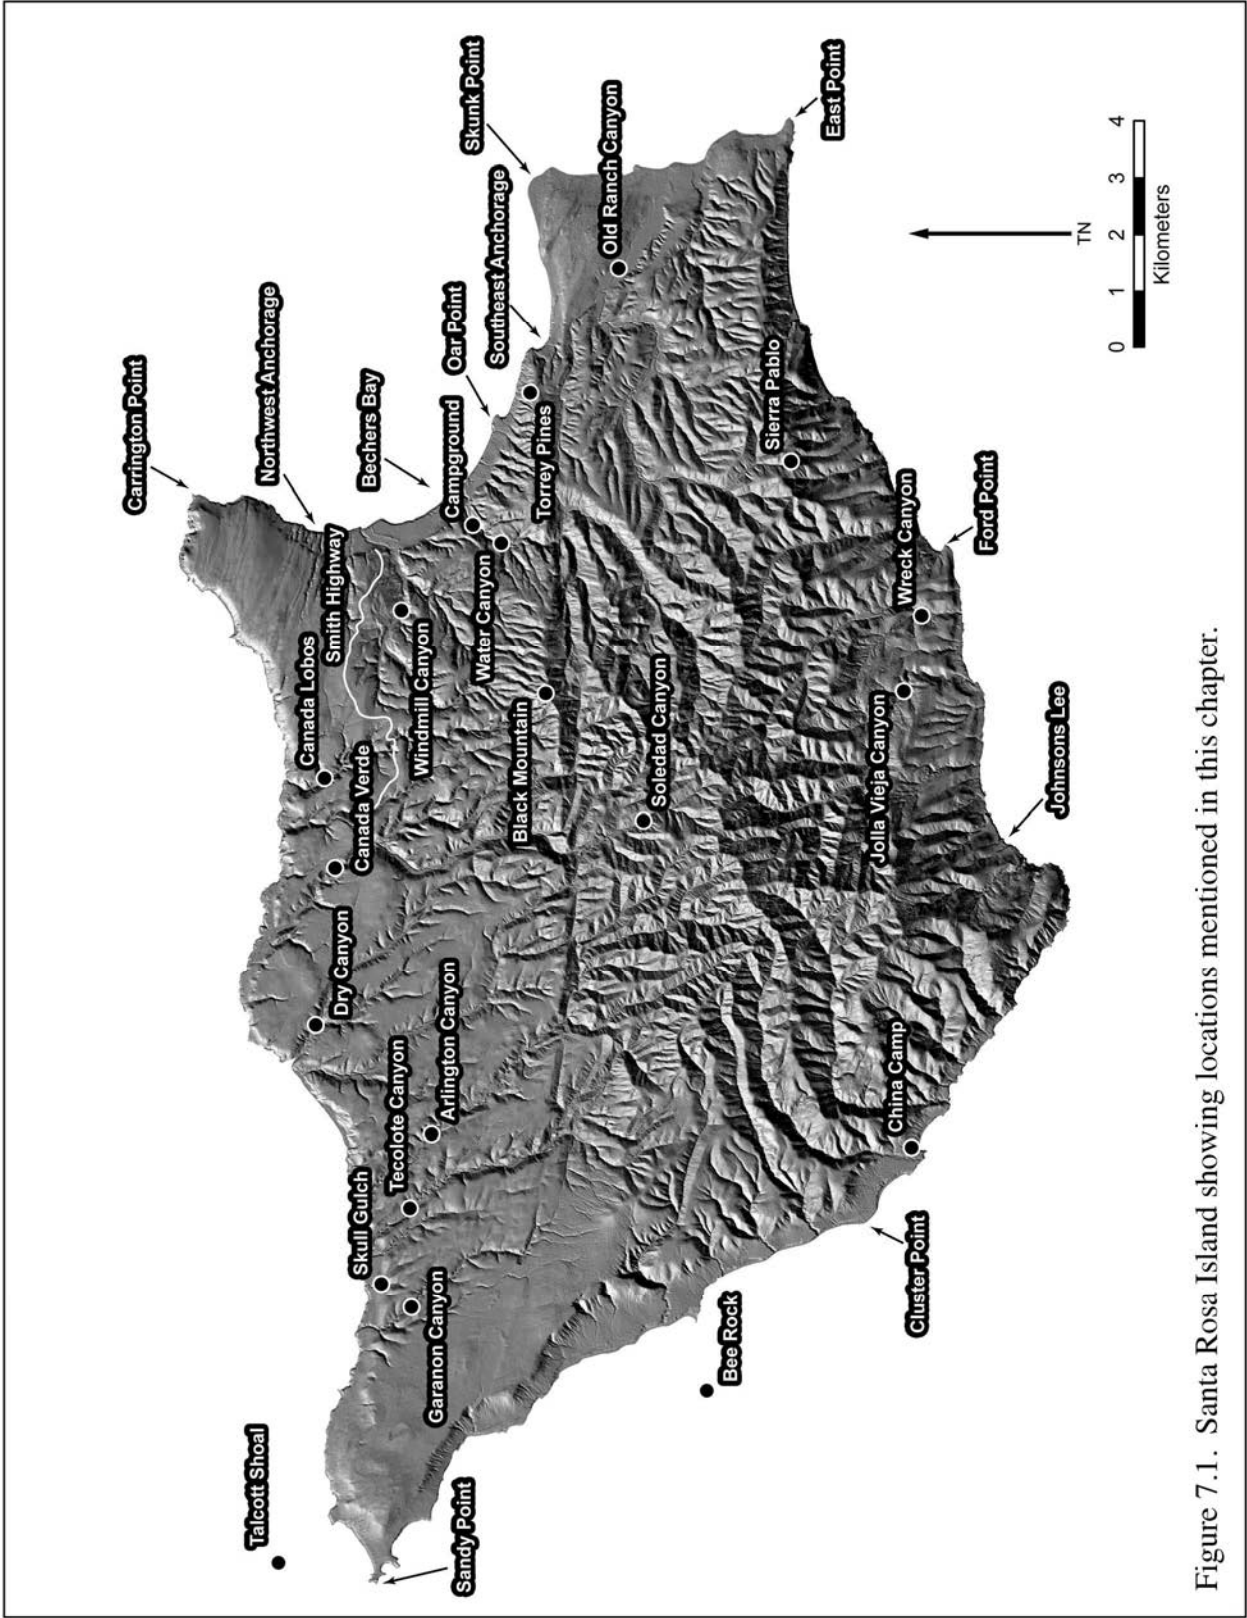 Talcott Shoal
Sandy Point
Skull Gulch
Garanon Canyon
Tecolote Canyon
Arlington Canyon
Dry Canyon
Canada Verde
Canada Lobos
Smith Highway
Windmill Canyon
Carrington Point
Northwest Anchorage
Bechers Bay
Campground
Water Canyon
Oar Point
Southeast Anchorage
Torrey Pines
Skunk Point
Old Ranch Canyon
East Point
Black Mountain
Soledad Canyon
Sierra Pablo
Wreck Canyon
Jolla Vieja Canyon
Ford Point
Johnsons Lee
China Camp
Cluster Point
Bee Rock
TN
0 1 2 3 4
Kilometers
Figure 7.1. Santa Rosa Island showing locations mentioned in this chapter.